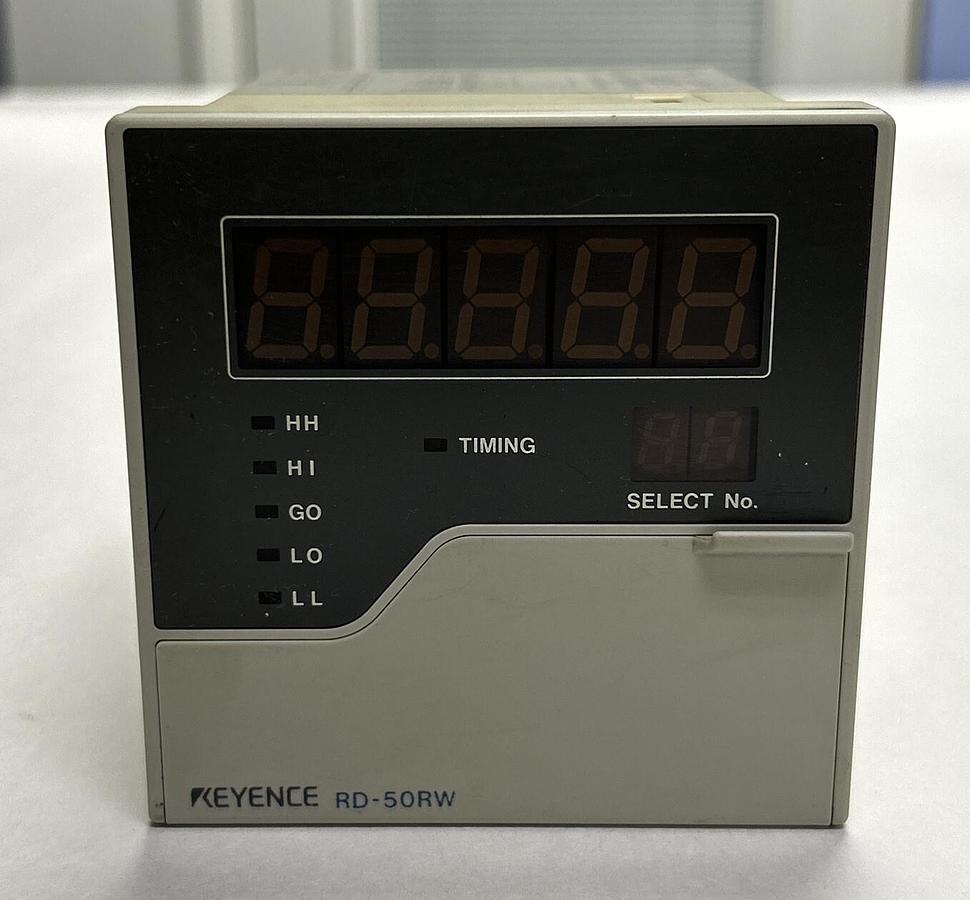 HH
HI
GO
LO
LL
TIMING
SELECT No.
KEYENCE RD-50RW